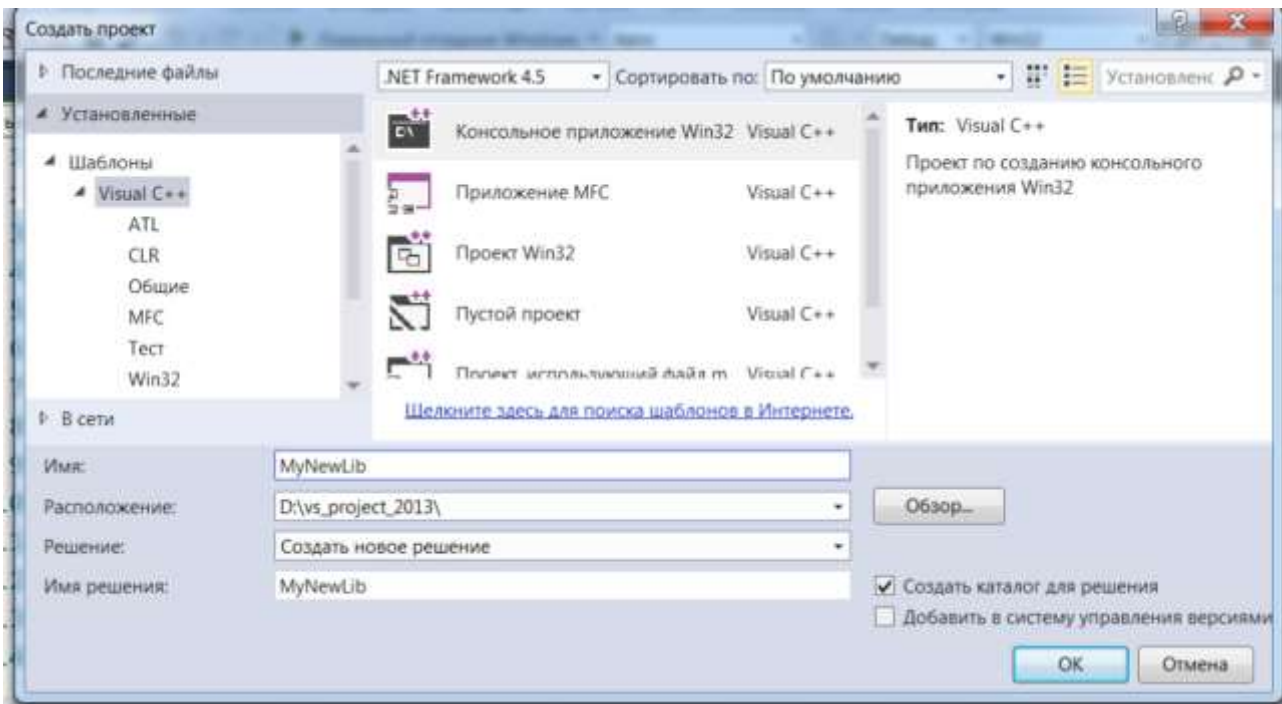 Создать проект
Последние файлы
.NET Framework 4.5
Сортировать по: По умолчанию
Установленные
Шаблоны
Visual C++
ATL
CLR
Общие
MFC
Тест
Win32
В сети
Консольное приложение Win32 Visual C++
Приложение MFC Visual C++
Проект Win32 Visual C++
Пустой проект Visual C++
Проект, использующий файл m Visual C++
Щелкните здесь для поиска шаблонов в Интернете.
Тип: Visual C++
Проект по созданию консольного
приложения Win32
Имя: MyNewLib
Расположение: D:\vs_project_2013\
Обзор...
Решение: Создать новое решение
Имя решения: MyNewLib
Создать каталог для решения
Добавить в систему управления версиями
OK Отмена